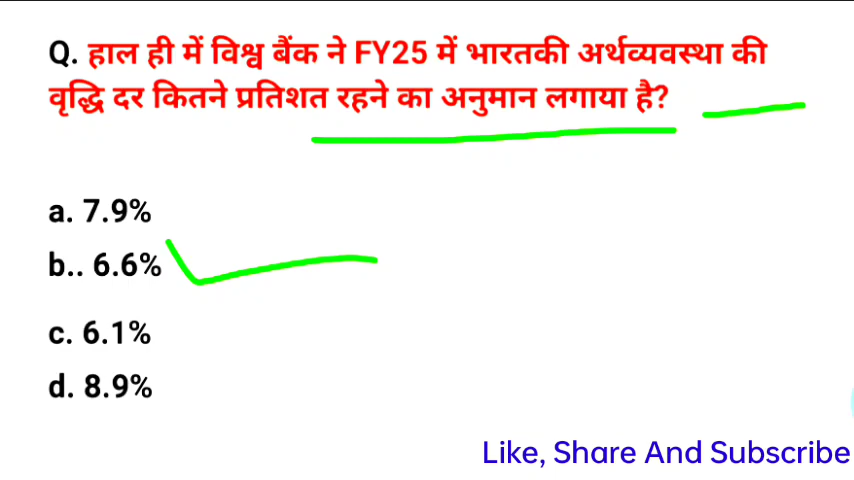 Q. हाल ही में विश्व बैंक ने FY25 में भारतकी अर्थव्यवस्था की
वृद्धि दर कितने प्रतिशत रहने का अनुमान लगाया है?
a. 7.9%
b.. 6.6%
c. 6.1%
d. 8.9%
Like, Share And Subscribe